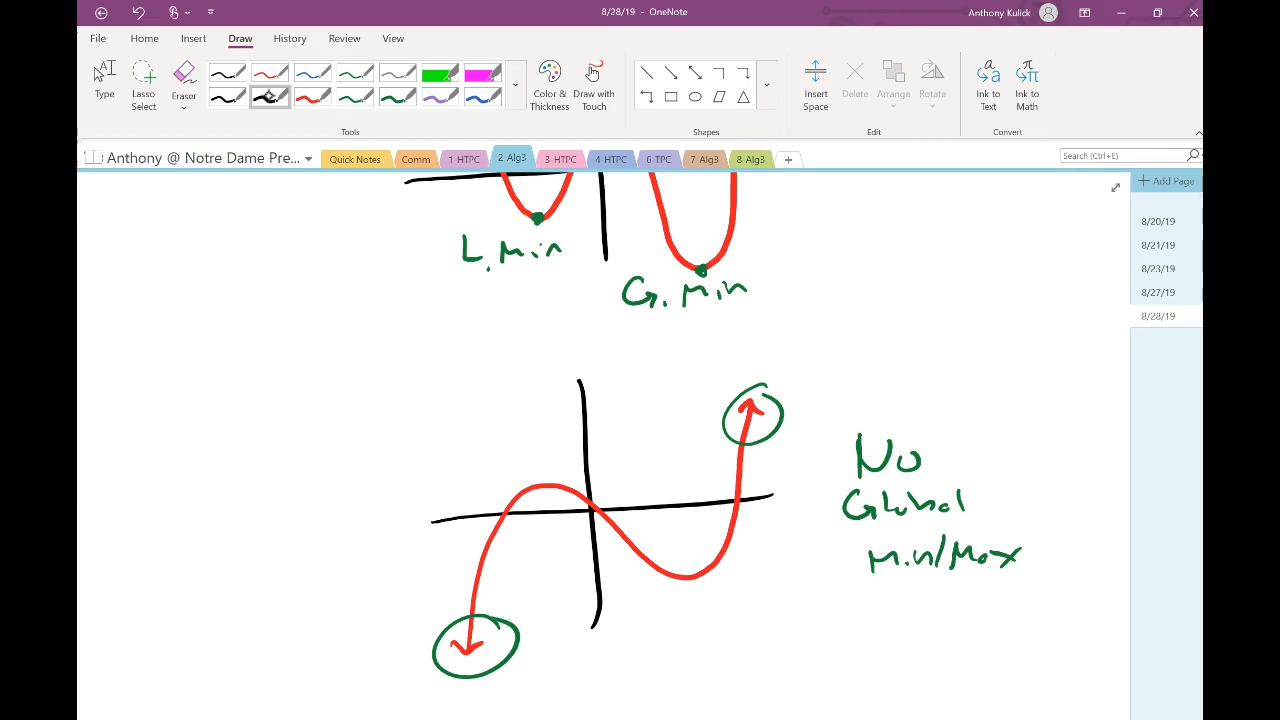 8/28/19 - OneNote
Anthony Kulick
File Home Insert Draw History Review View
Type
Lasso Select
Eraser
Color & Thickness
Draw with Touch
Insert Space
Delete
Arrange
Rotate
Ink to Text
Ink to Math
Tools
Shapes
Edit
Convert
Anthony @ Notre Dame Pre...
Quick Notes
Comm
1 HTPC
2 Alg3
3 HTPC
4 HTPC
6 TPC
7 Alg3
8 Alg3
Search (Ctrl+E)
Add Page
8/20/19
8/21/19
8/23/19
8/27/19
8/28/19
L. Min
G. Min
No
Global
Min/Max